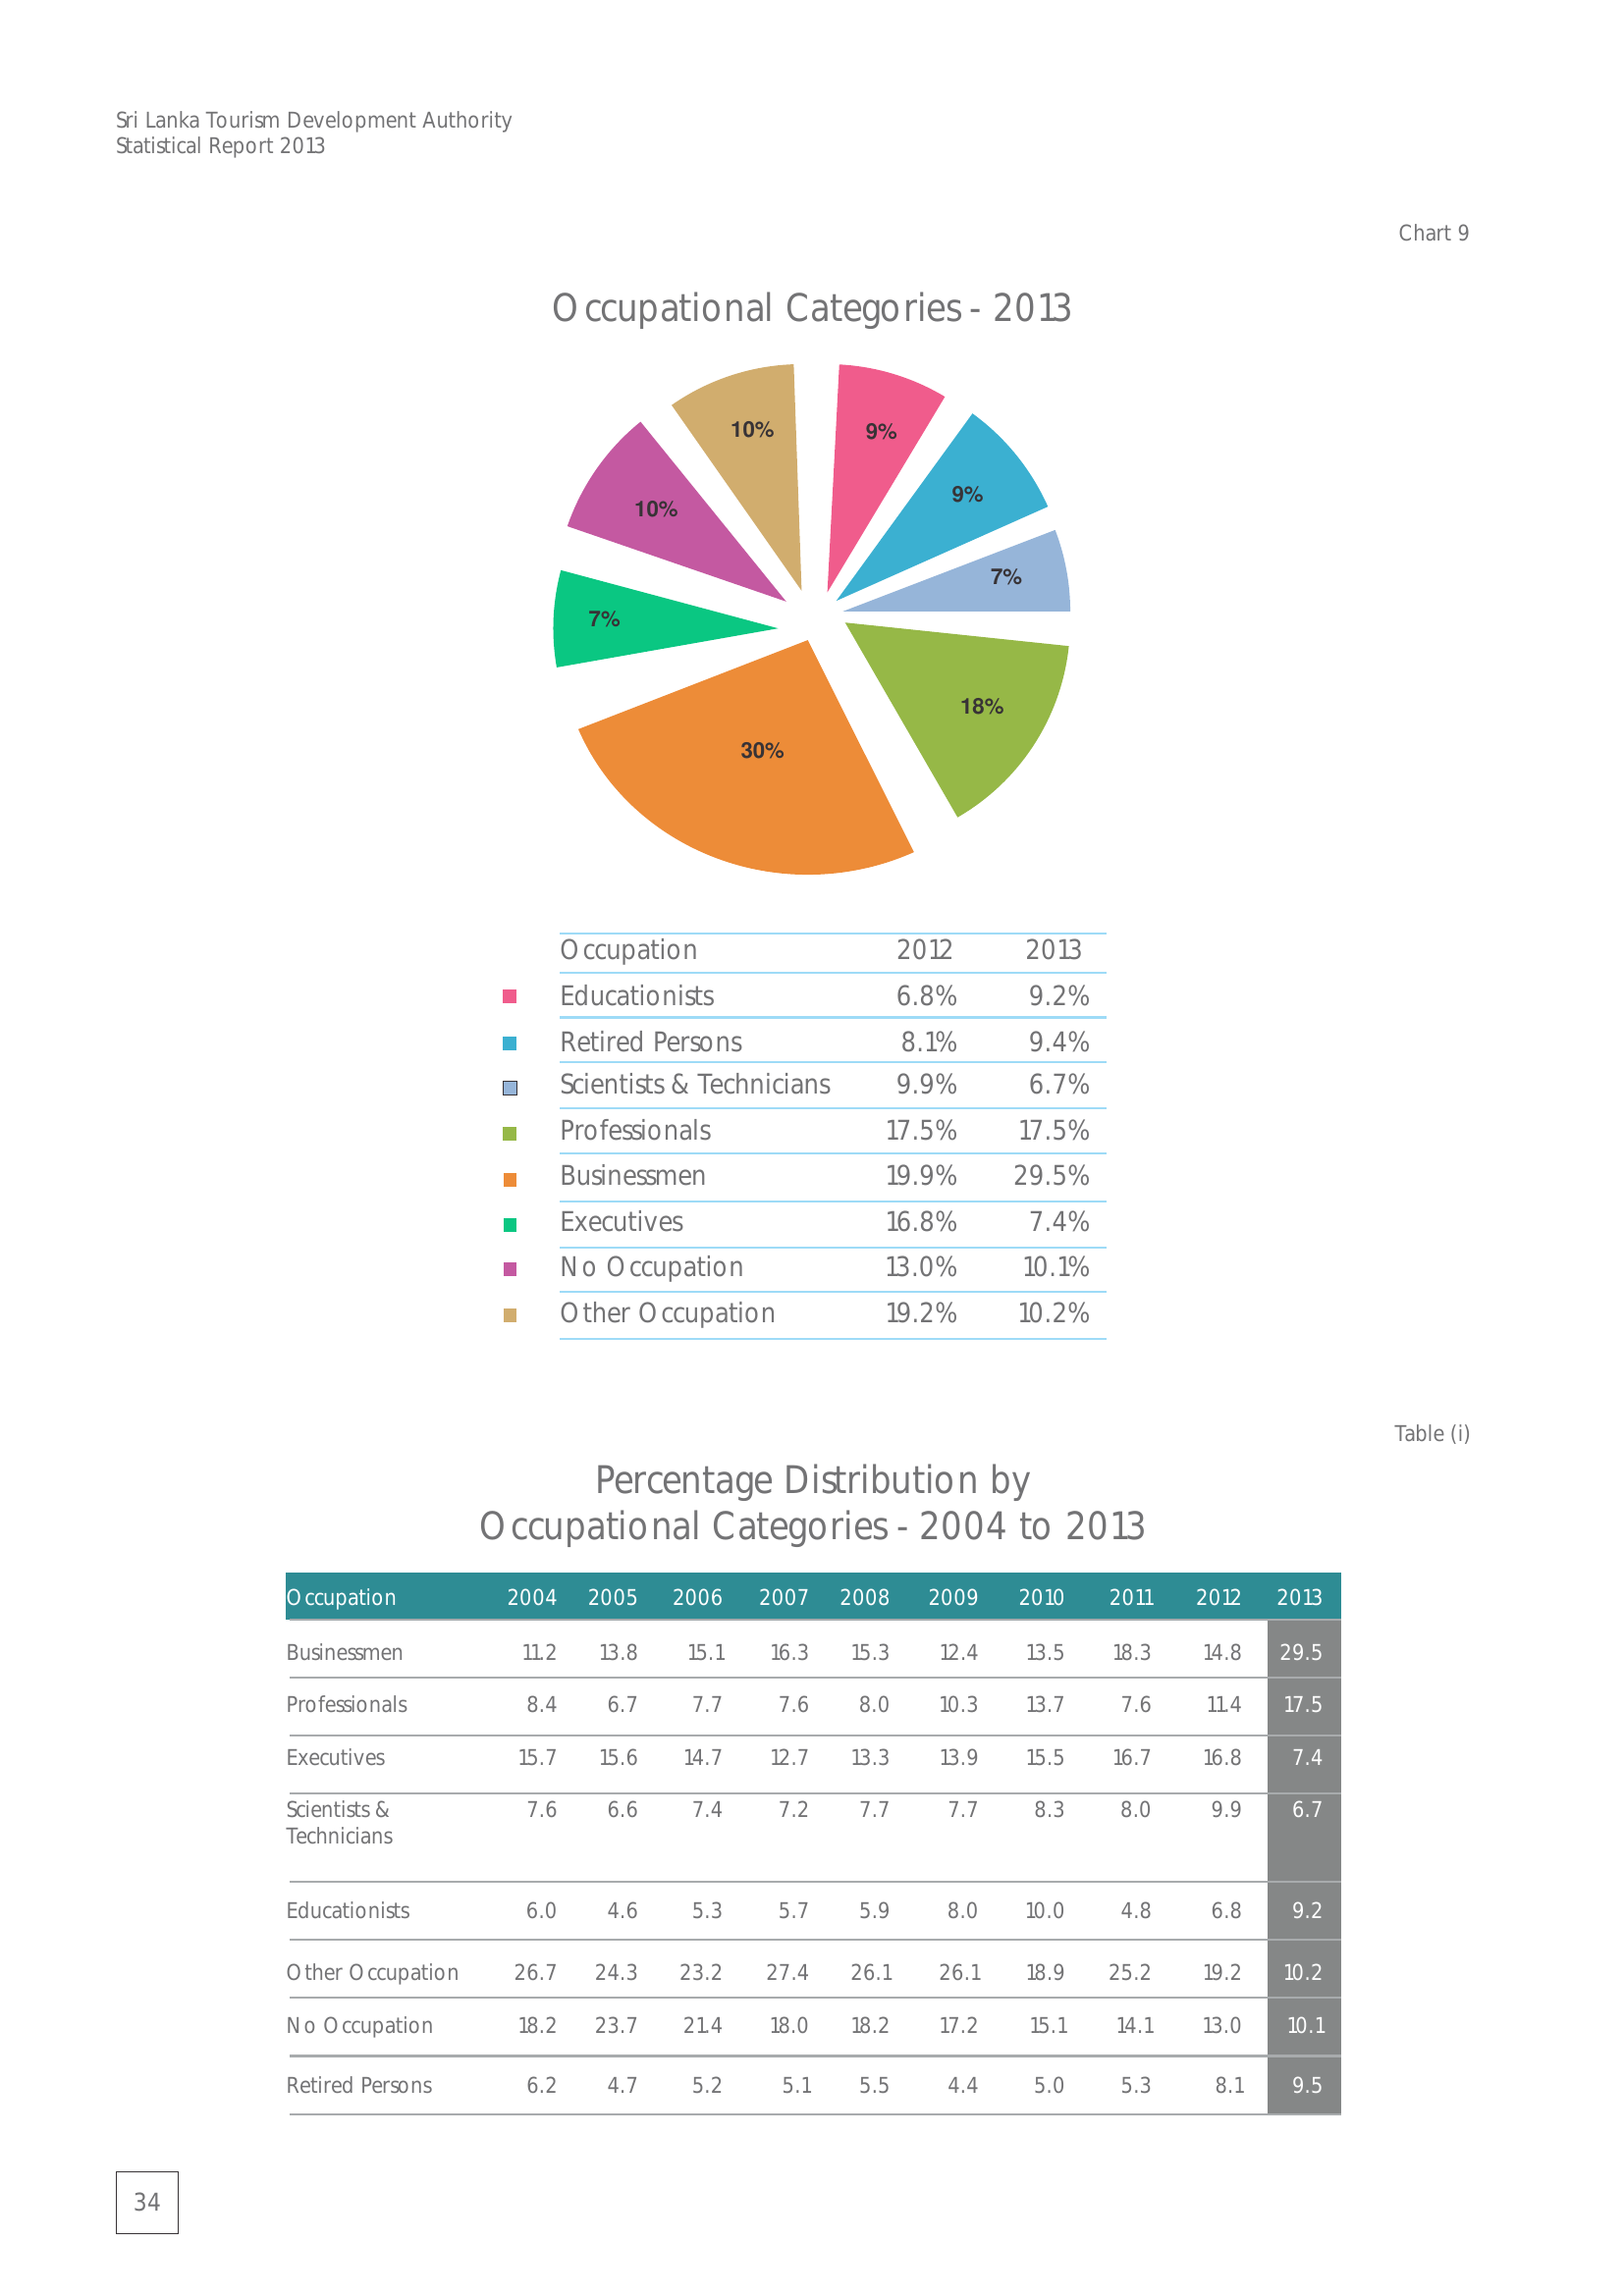 Sri Lanka Tourism Development Authority
Statistical Report 2013
Chart 9
Occupational Categories - 2013
10%
9%
9%
10%
7%
7%
18%
30%
Occupation 2012 2013
Educationists 6.8% 9.2%
Retired Persons 8.1% 9.4%
Scientists & Technicians 9.9% 6.7%
Professionals 17.5% 17.5%
Businessmen 19.9% 29.5%
Executives 16.8% 7.4%
No Occupation 13.0% 10.1%
Other Occupation 19.2% 10.2%
Table (i)
Percentage Distribution by
Occupational Categories - 2004 to 2013
Occupation 2004 2005 2006 2007 2008 2009 2010 2011 2012 2013
Businessmen 11.2 13.8 15.1 16.3 15.3 12.4 13.5 18.3 14.8 29.5
Professionals 8.4 6.7 7.7 7.6 8.0 10.3 13.7 7.6 11.4 17.5
Executives 15.7 15.6 14.7 12.7 13.3 13.9 15.5 16.7 16.8 7.4
Scientists & 7.6 6.6 7.4 7.2 7.7 7.7 8.3 8.0 9.9 6.7
Technicians
Educationists 6.0 4.6 5.3 5.7 5.9 8.0 10.0 4.8 6.8 9.2
Other Occupation 26.7 24.3 23.2 27.4 26.1 26.1 18.9 25.2 19.2 10.2
No Occupation 18.2 23.7 21.4 18.0 18.2 17.2 15.1 14.1 13.0 10.1
Retired Persons 6.2 4.7 5.2 5.1 5.5 4.4 5.0 5.3 8.1 9.5
34